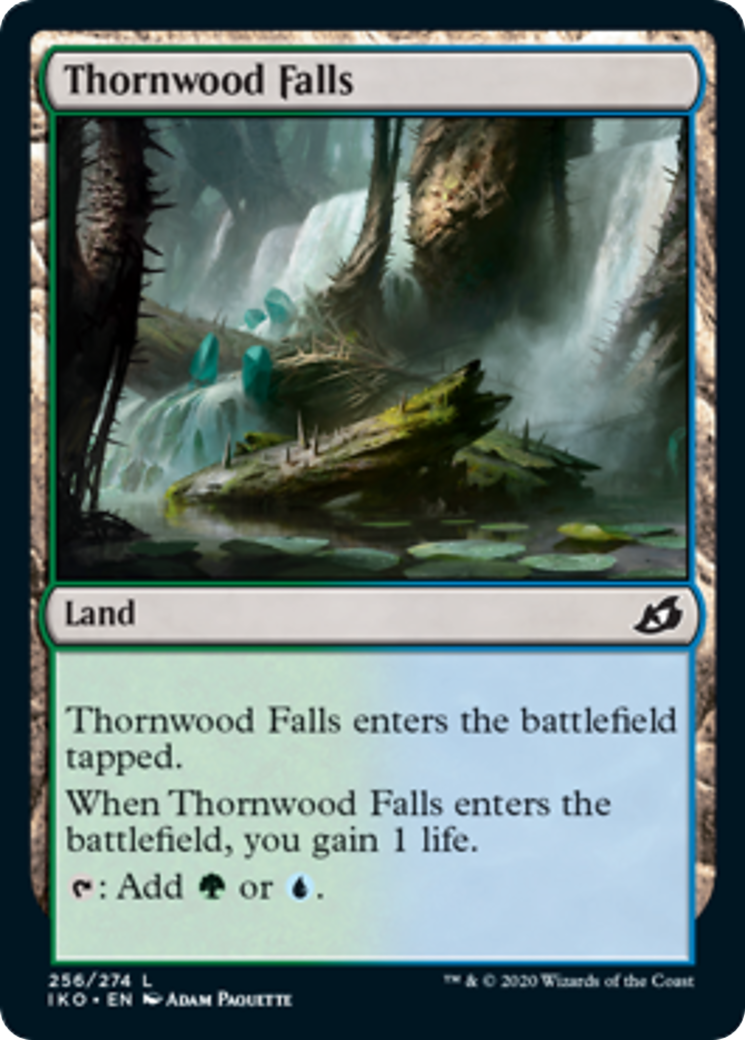 Thornwood Falls
Land
Thornwood Falls enters the battlefield
tapped.
When Thornwood Falls enters the
battlefield, you gain 1 life.
: Add or .
256/274 L
IKO • EN Adam Paquette
™ & © 2020 Wizards of the Coast